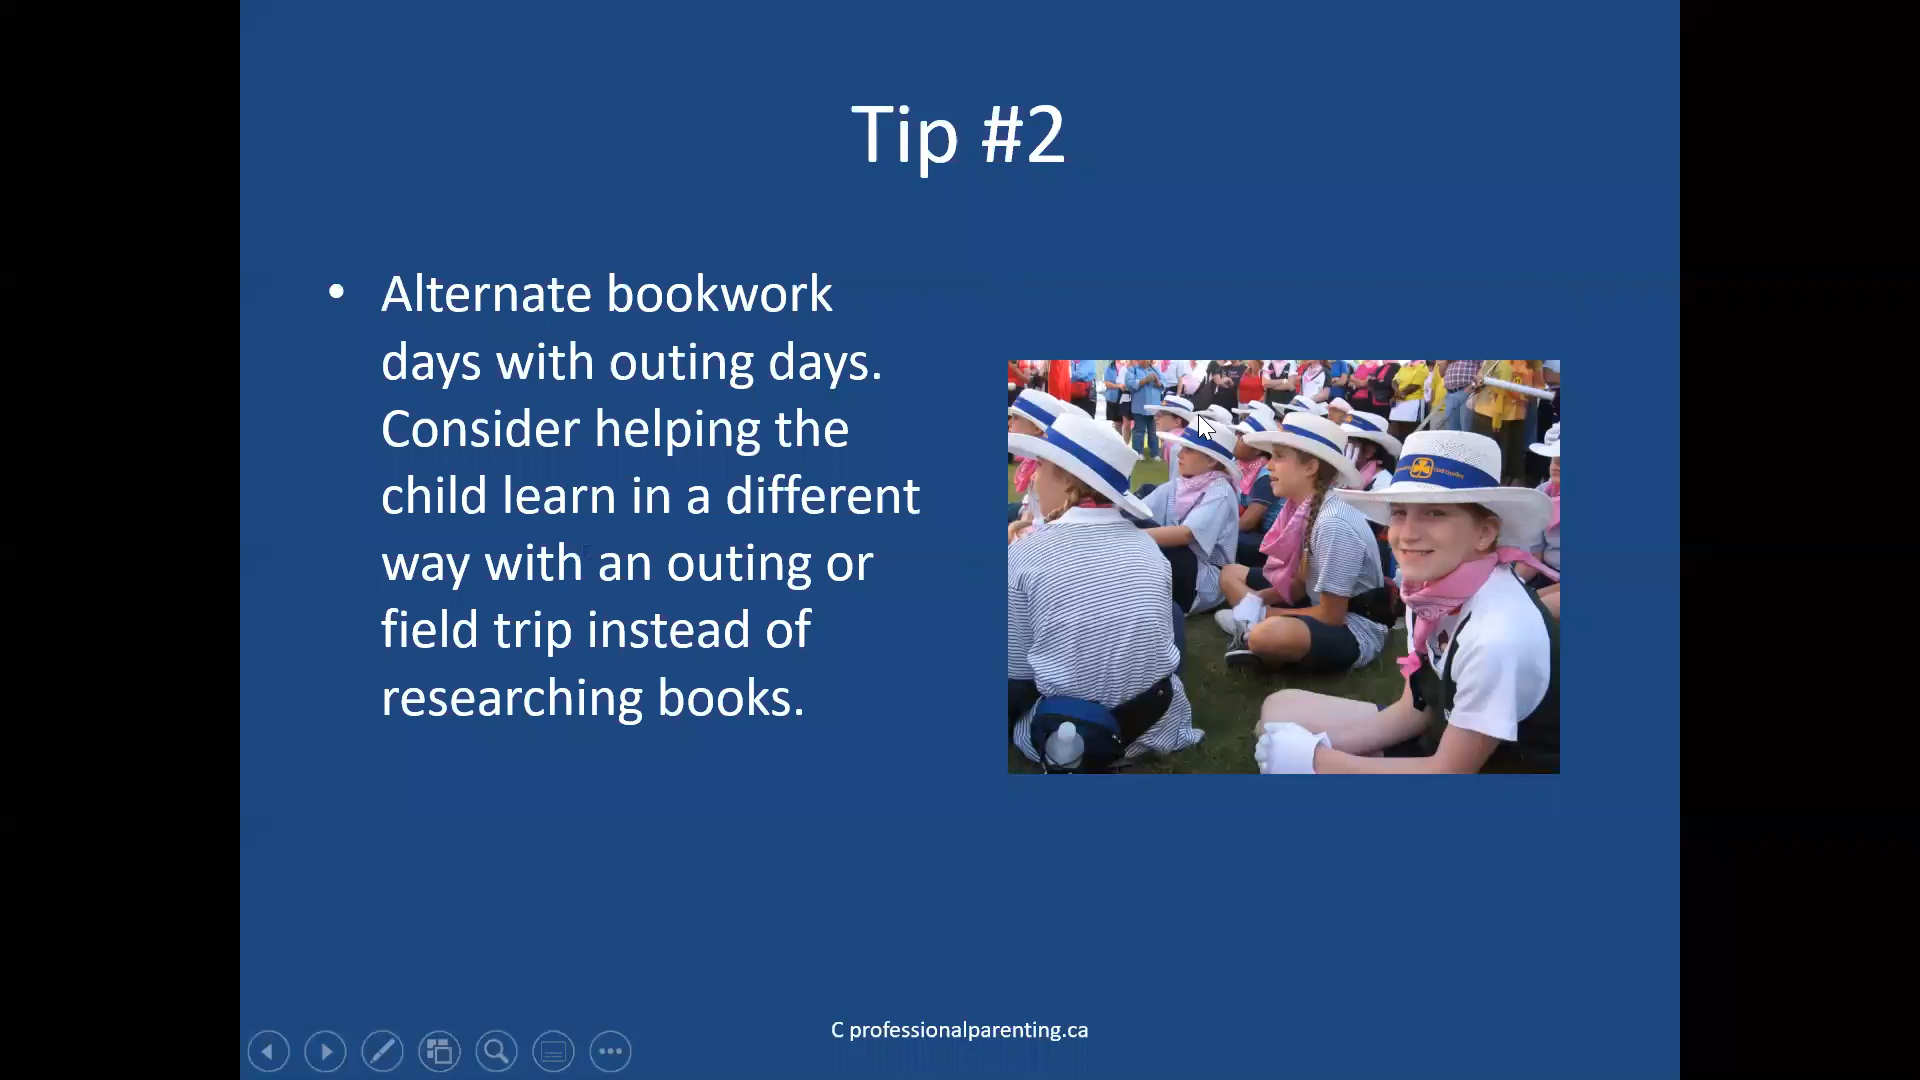 Tip #2
• Alternate bookwork
days with outing days.
Consider helping the
child learn in a different
way with an outing or
field trip instead of
researching books.
C professionalparenting.ca